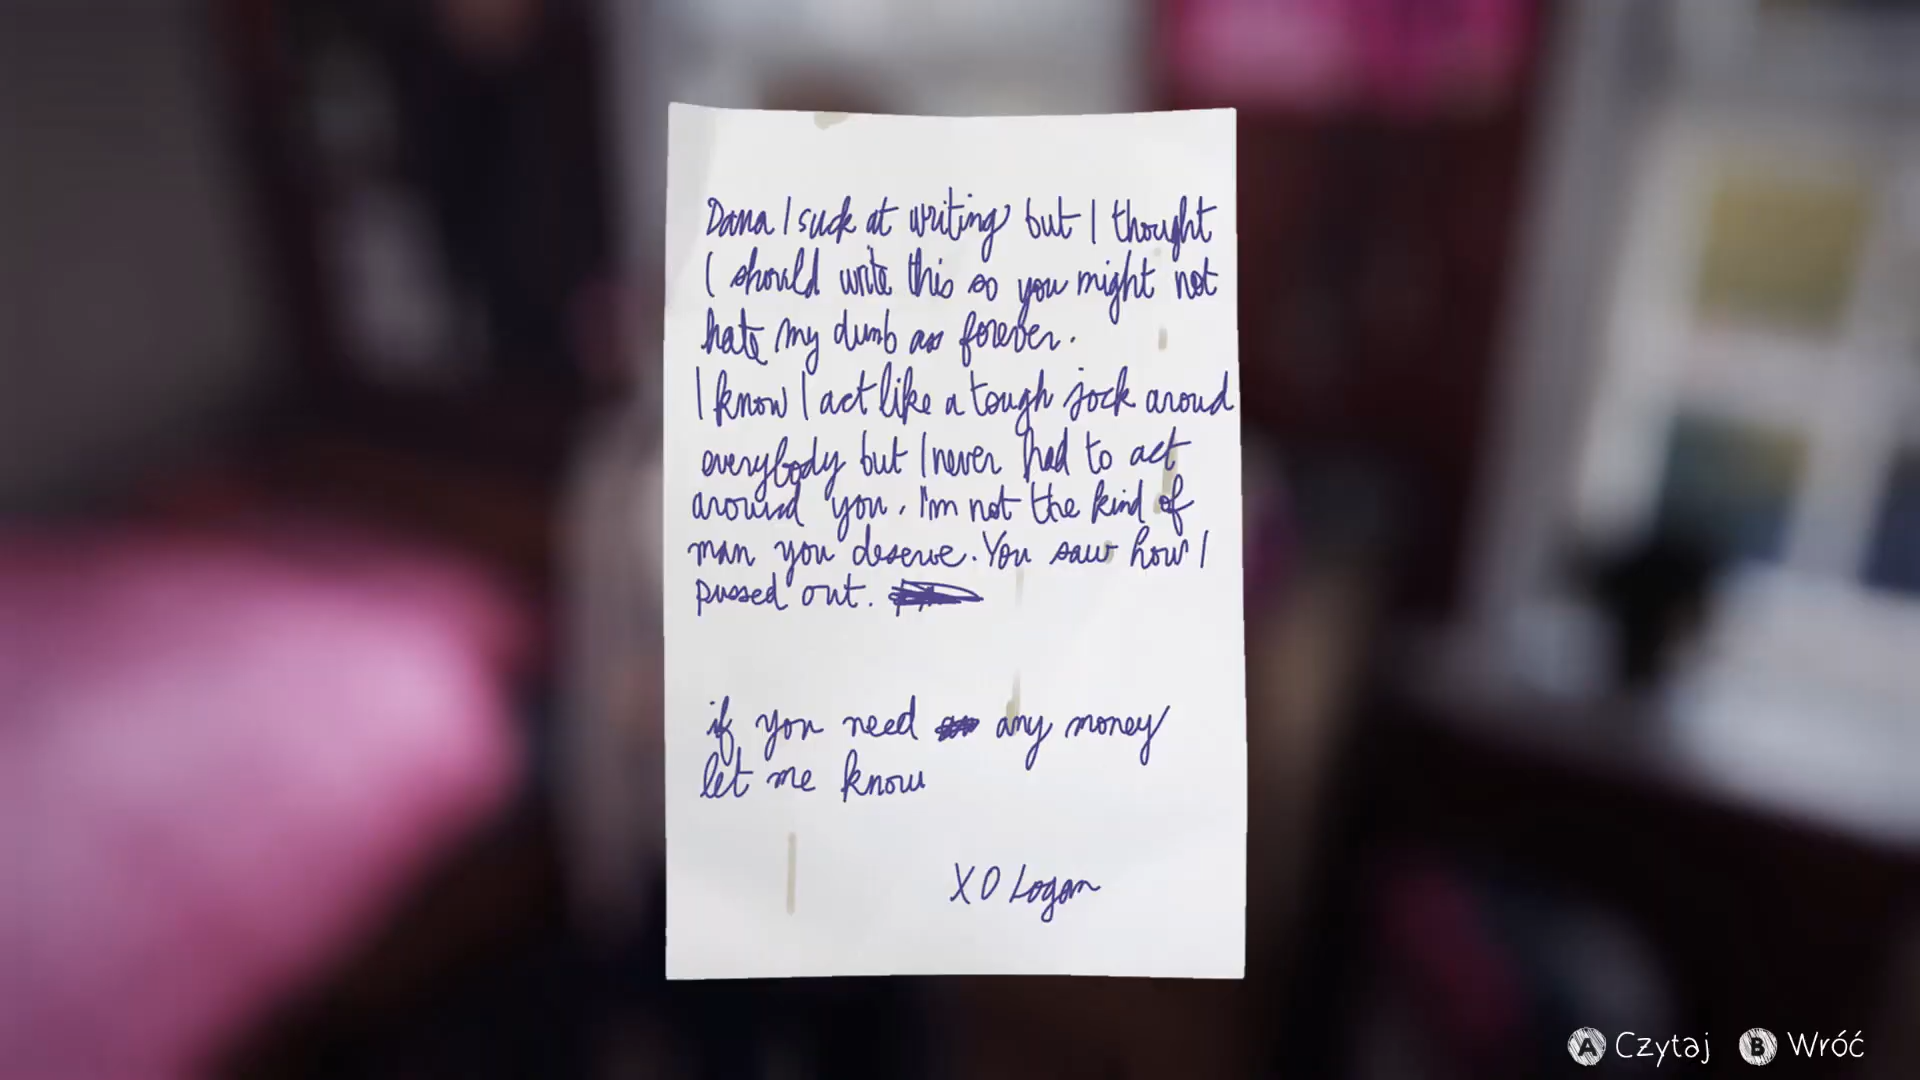 Dana I suck at writing but I thought
I should write this so you might not
hate my dumb ass forever.
I know I act like a tough jock aroud
everybody but I never had to act
around you. I'm not the kind of
man you deserve. You saw how I
pussed out.
if you need any money
let me know
XO Logan
A Czytaj B Wróć